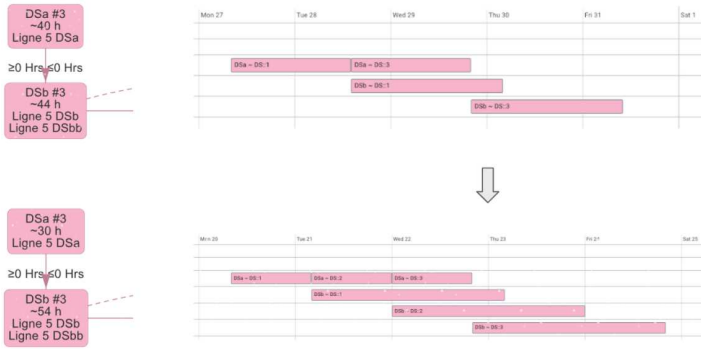 DSa #3
~40 h
Ligne 5 DSa
≥0 Hrs ≤0 Hrs
DSb #3
~44 h
Ligne 5 DSb
Ligne 5 DSbb
Mon 27 Tue 28 Wed 29 Thu 30 Fri 31 Sat 1
DSa - DS::1 DSa - DS::3
DSb - DS::1
DSb - DS::3
DSa #3
~30 h
Ligne 5 DSa
≥0 Hrs ≤0 Hrs
DSb #3
~54 h
Ligne 5 DSb
Ligne 5 DSbb
Mon 20 Tue 21 Wed 22 Thu 23 Fri Sat 25
DSa - DS::1 DSa - DS::2 DSa - DS::3
DSb - DS::1
DSb - DS::2
DSb - DS::3